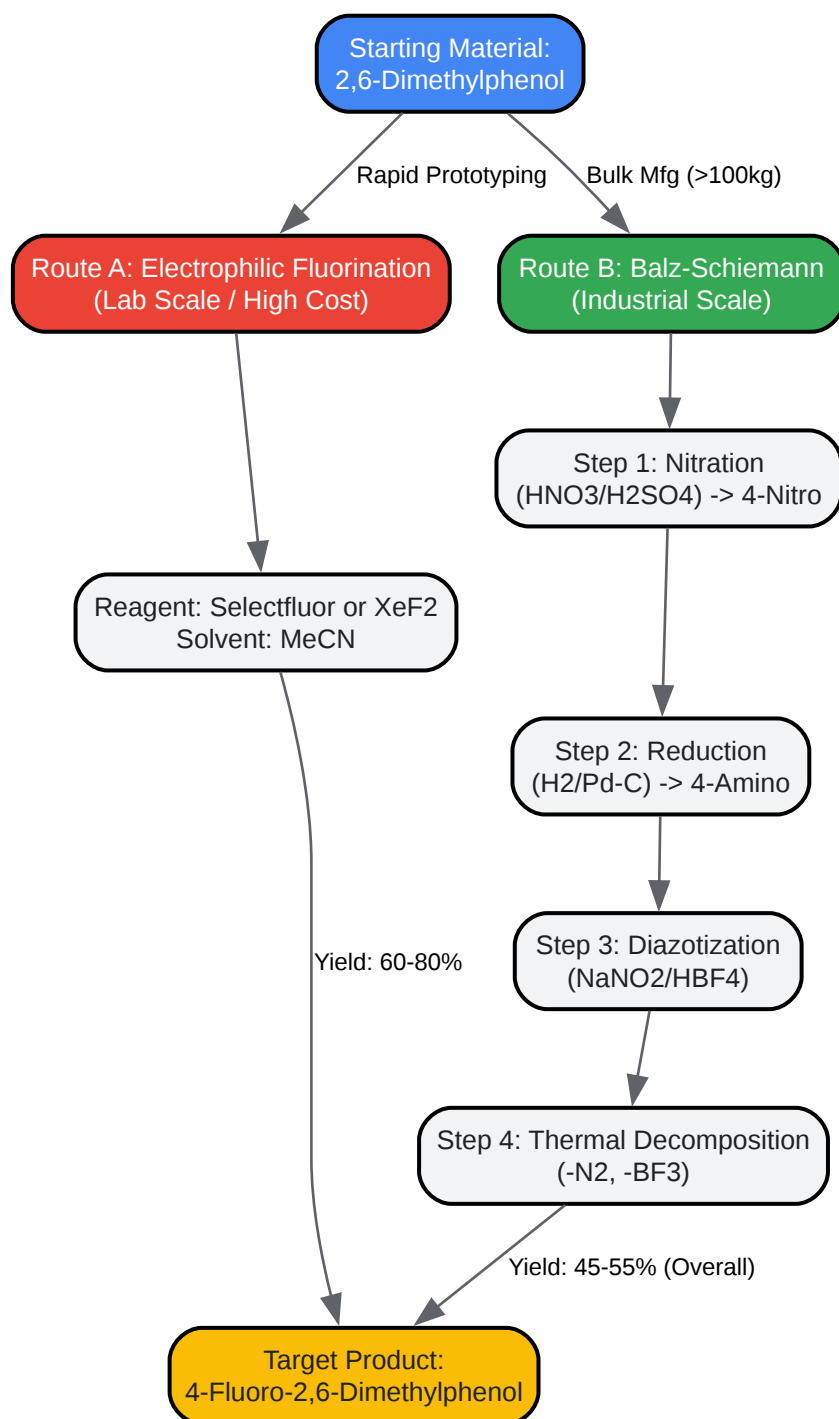 Starting Material:
2,6-Dimethylphenol
Rapid Prototyping
Bulk Mfg (>100kg)
Route A: Electrophilic Fluorination
(Lab Scale / High Cost)
Route B: Balz-Schiemann
(Industrial Scale)
Step 1: Nitration
(HNO3/H2SO4) -> 4-Nitro
Reagent: Selectfluor or XeF2
Solvent: MeCN
Step 2: Reduction
(H2/Pd-C) -> 4-Amino
Step 3: Diazotization
(NaNO2/HBF4)
Yield: 60-80%
Step 4: Thermal Decomposition
(-N2, -BF3)
Yield: 45-55% (Overall)
Target Product:
4-Fluoro-2,6-Dimethylphenol